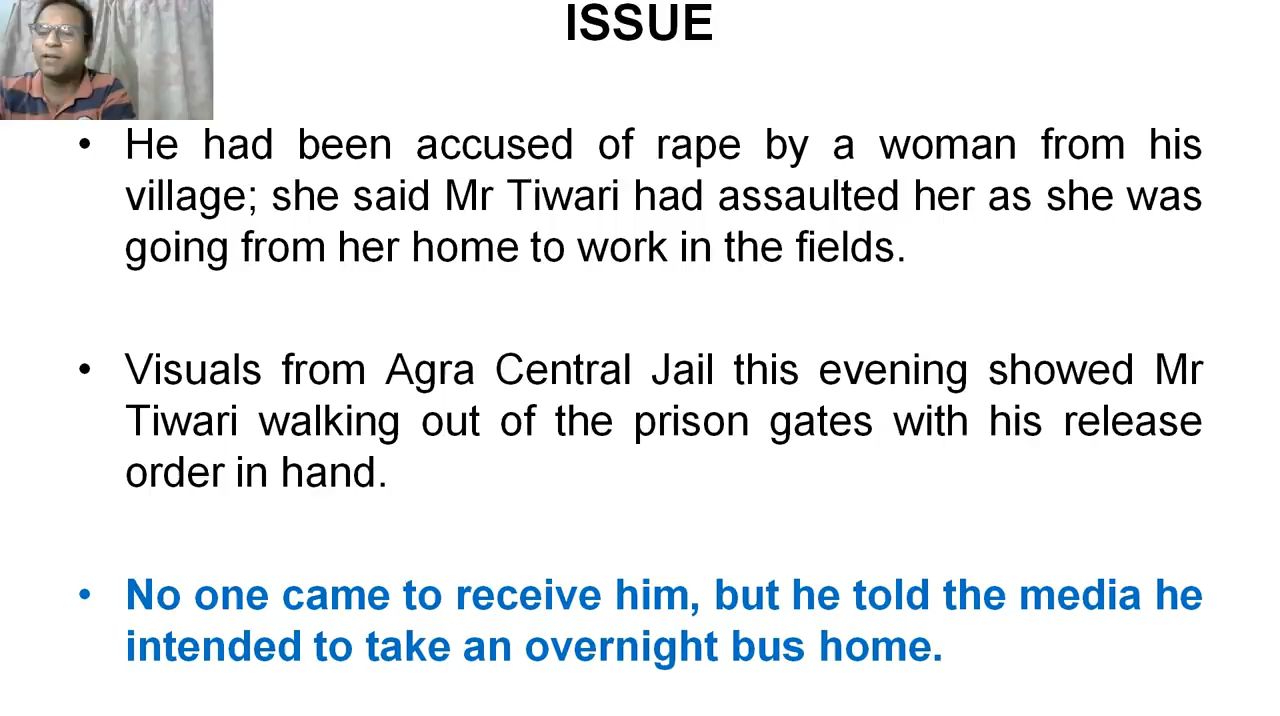 ISSUE
• He had been accused of rape by a woman from his
village; she said Mr Tiwari had assaulted her as she was
going from her home to work in the fields.
• Visuals from Agra Central Jail this evening showed Mr
Tiwari walking out of the prison gates with his release
order in hand.
• No one came to receive him, but he told the media he
intended to take an overnight bus home.